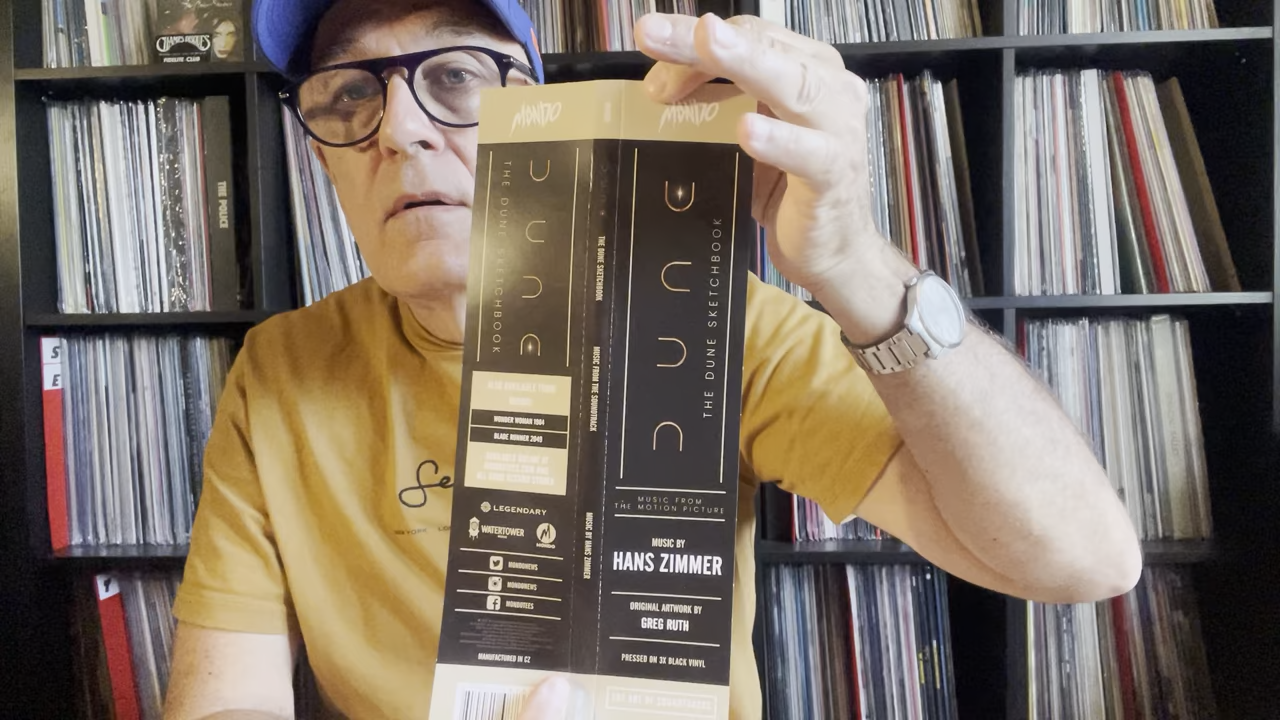 THE POLICE
S
E
Se
MONDO
DUNE
THE DUNE SKETCHBOOK
ALSO AVAILABLE FROM
MONDO
WONDER WOMAN 1984
BLADE RUNNER 2049
LEGENDARY
WATERTOWER
MUSIC
MONDO
MONDONEWS
MONDONEWS
MONDOTEES
MANUFACTURED IN CZ
THE DUNE SKETCHBOOK
MUSIC FROM THE SOUNDTRACK
MUSIC BY HANS ZIMMER
MONDO
DUNE
THE DUNE SKETCHBOOK
MUSIC FROM
THE MOTION PICTURE
MUSIC BY
HANS ZIMMER
ORIGINAL ARTWORK BY
GREG RUTH
PRESSED ON 3X BLACK VINYL